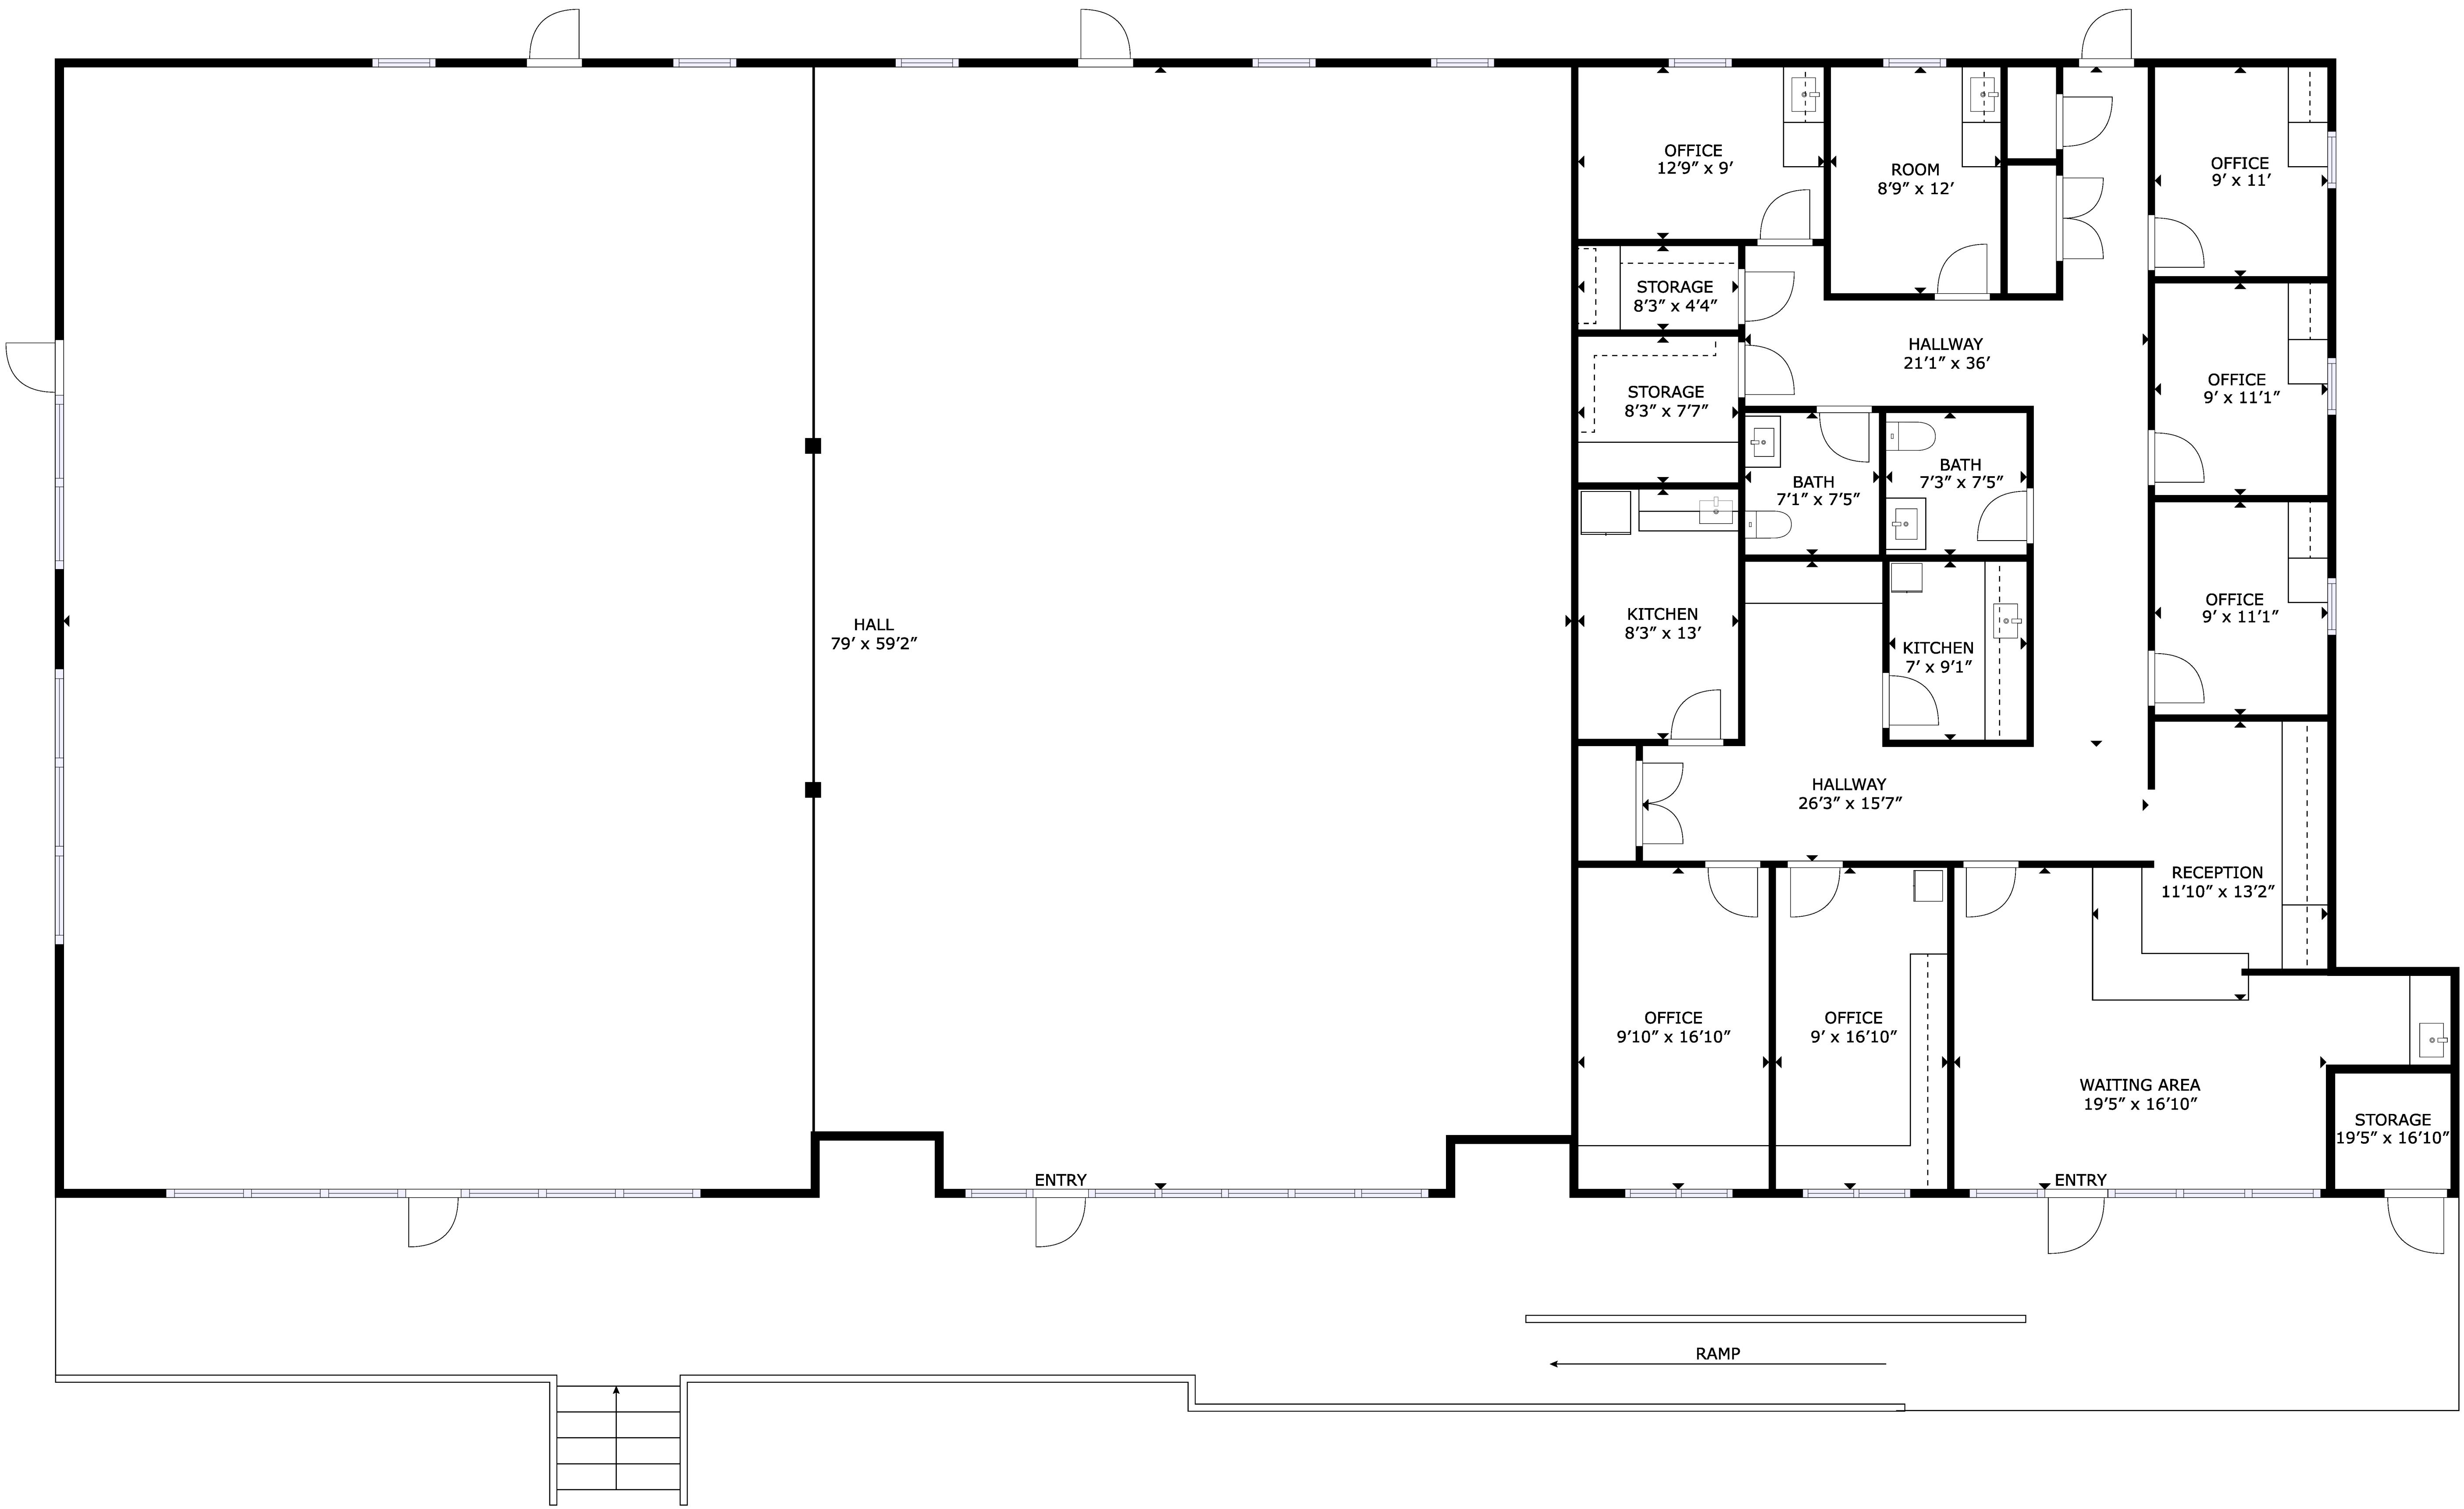 OFFICE
12’9” x 9’
ROOM
8’9” x 12’
OFFICE
9’ x 11’
STORAGE
8’3” x 4’4”
HALLWAY
21’1” x 36’
STORAGE
8’3” x 7’7”
OFFICE
9’ x 11’1”
BATH
7’1” x 7’5”
BATH
7’3” x 7’5”
HALL
79’ x 59’2”
KITCHEN
8’3” x 13’
KITCHEN
7’ x 9’1”
OFFICE
9’ x 11’1”
HALLWAY
26’3” x 15’7”
RECEPTION
11’10” x 13’2”
OFFICE
9’10” x 16’10”
OFFICE
9’ x 16’10”
WAITING AREA
19’5” x 16’10”
STORAGE
19’5” x 16’10”
ENTRY
ENTRY
RAMP